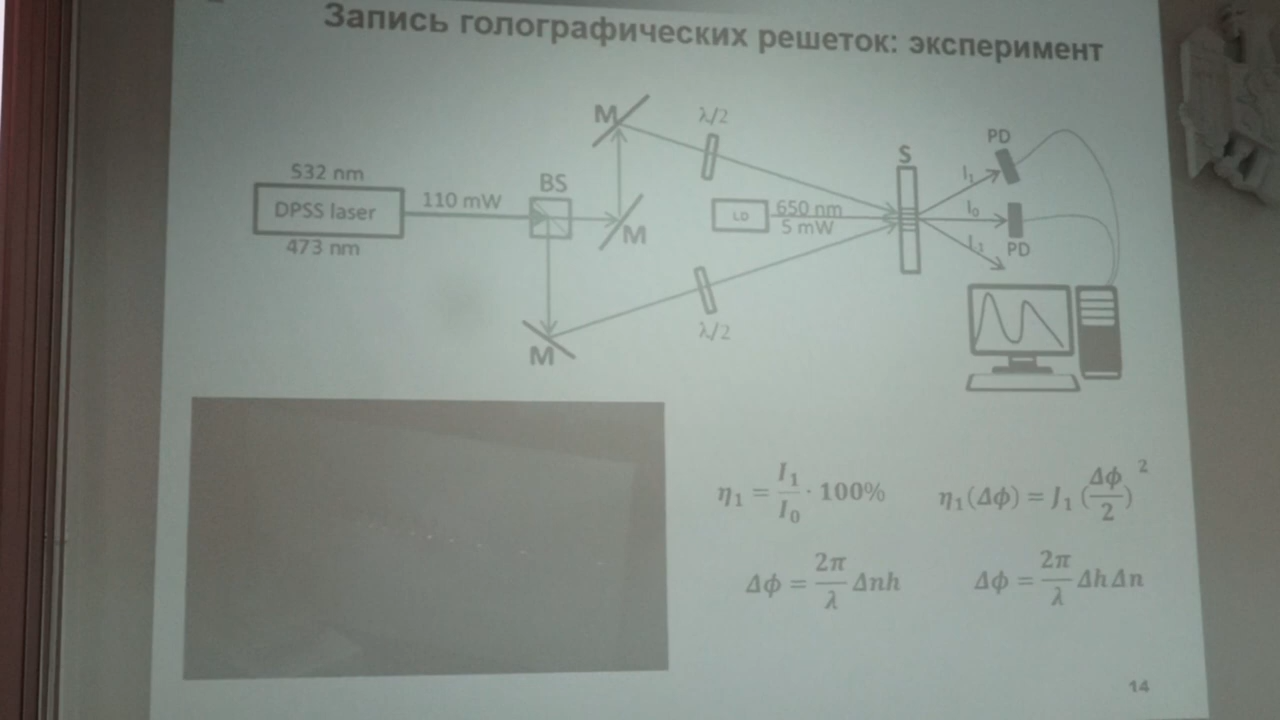 Запись голографических решеток: эксперимент
532 nm
DPSS laser
473 nm
110 mW
BS
M
M
M
λ/2
λ/2
LD
650 nm
5 mW
S
I₁
I₀
I₋₁
PD
PD
η₁ = I₁/I₀ · 100%
η₁(Δϕ) = J₁(Δϕ/2)²
Δϕ = 2π/λ Δnh
Δϕ = 2π/λ ΔhΔn
14